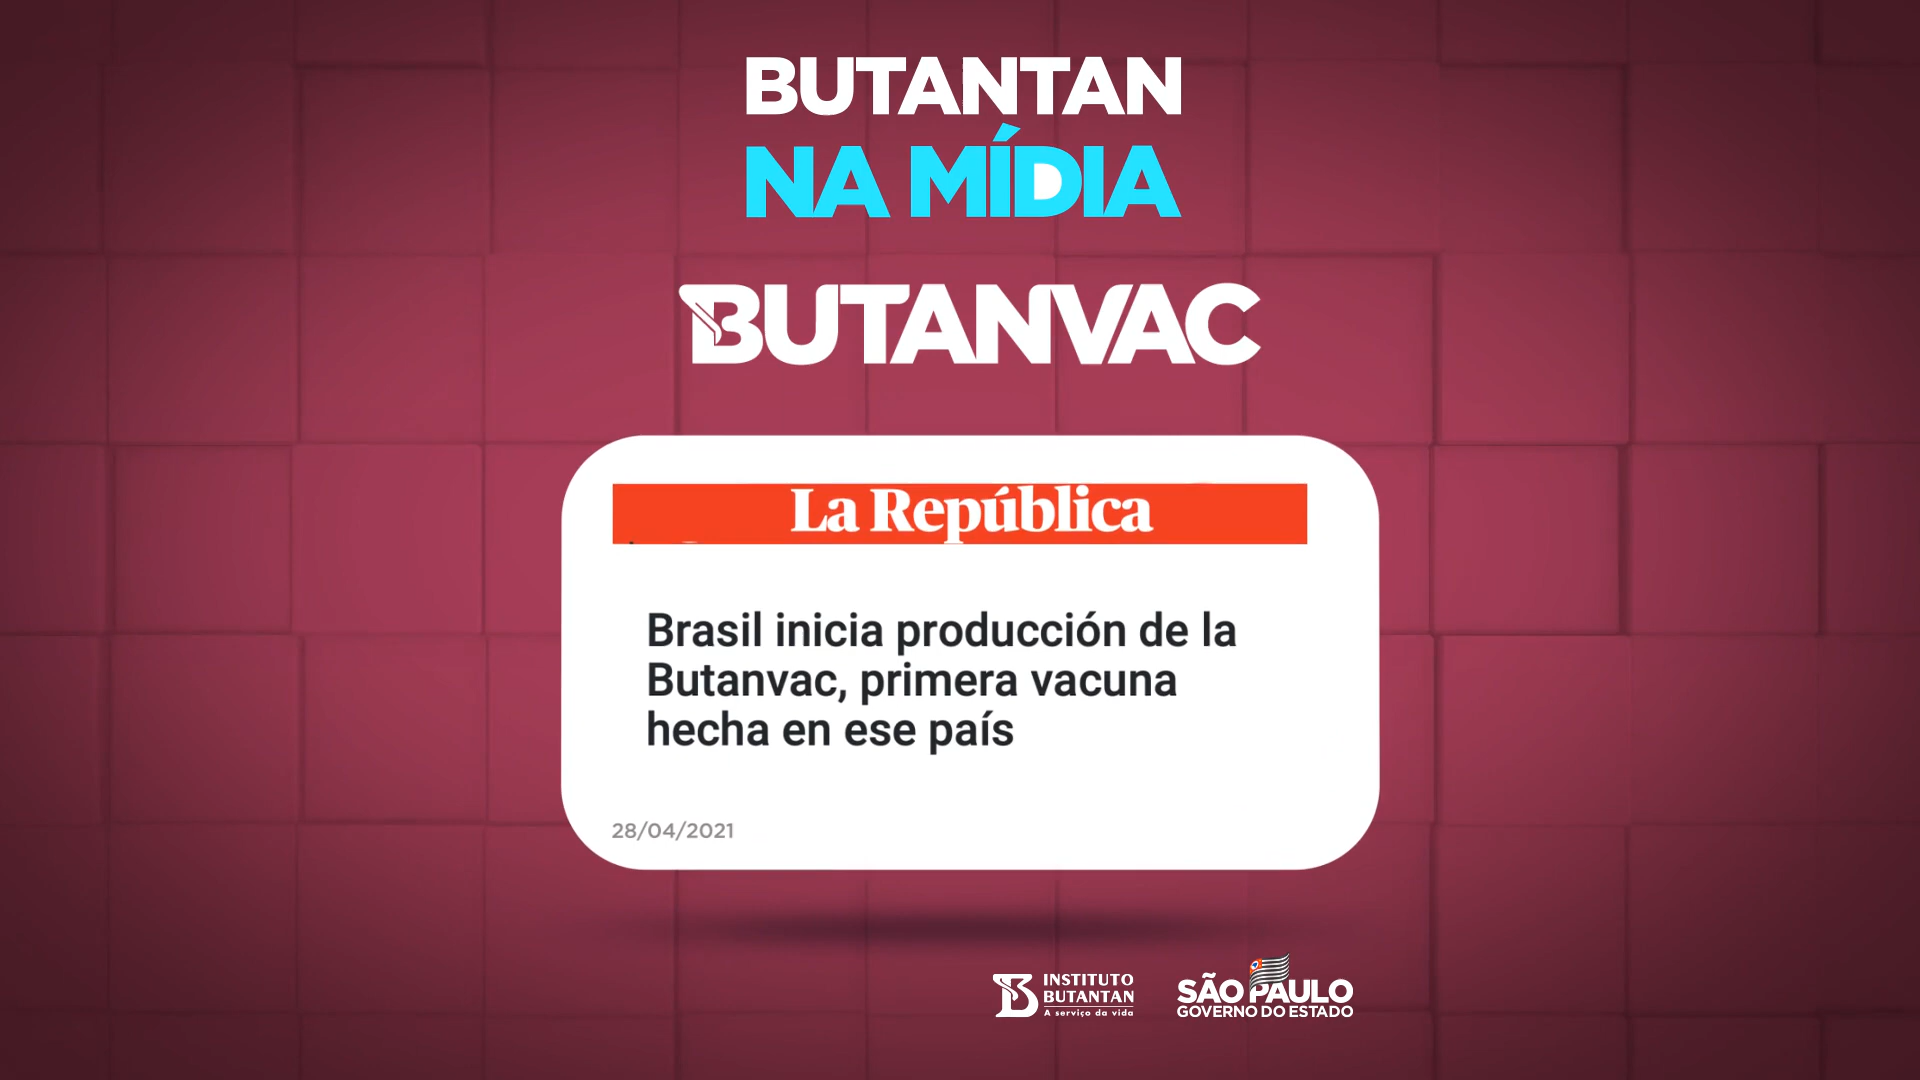 BUTANTAN
NA MÍDIA
BUTANVAC
La República
Brasil inicia producción de la
Butanvac, primera vacuna
hecha en ese país
28/04/2021
INSTITUTO
BUTANTAN
A serviço da vida
SÃO PAULO
GOVERNO DO ESTADO